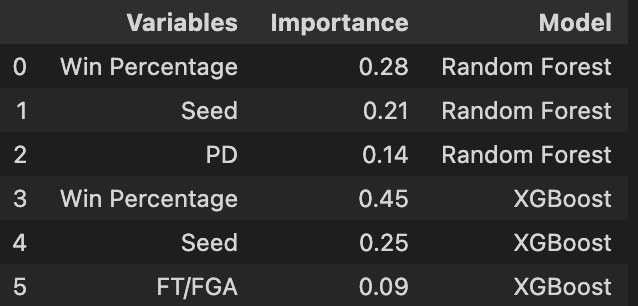 Variables Importance Model
0 Win Percentage 0.28 Random Forest
1 Seed 0.21 Random Forest
2 PD 0.14 Random Forest
3 Win Percentage 0.45 XGBoost
4 Seed 0.25 XGBoost
5 FT/FGA 0.09 XGBoost